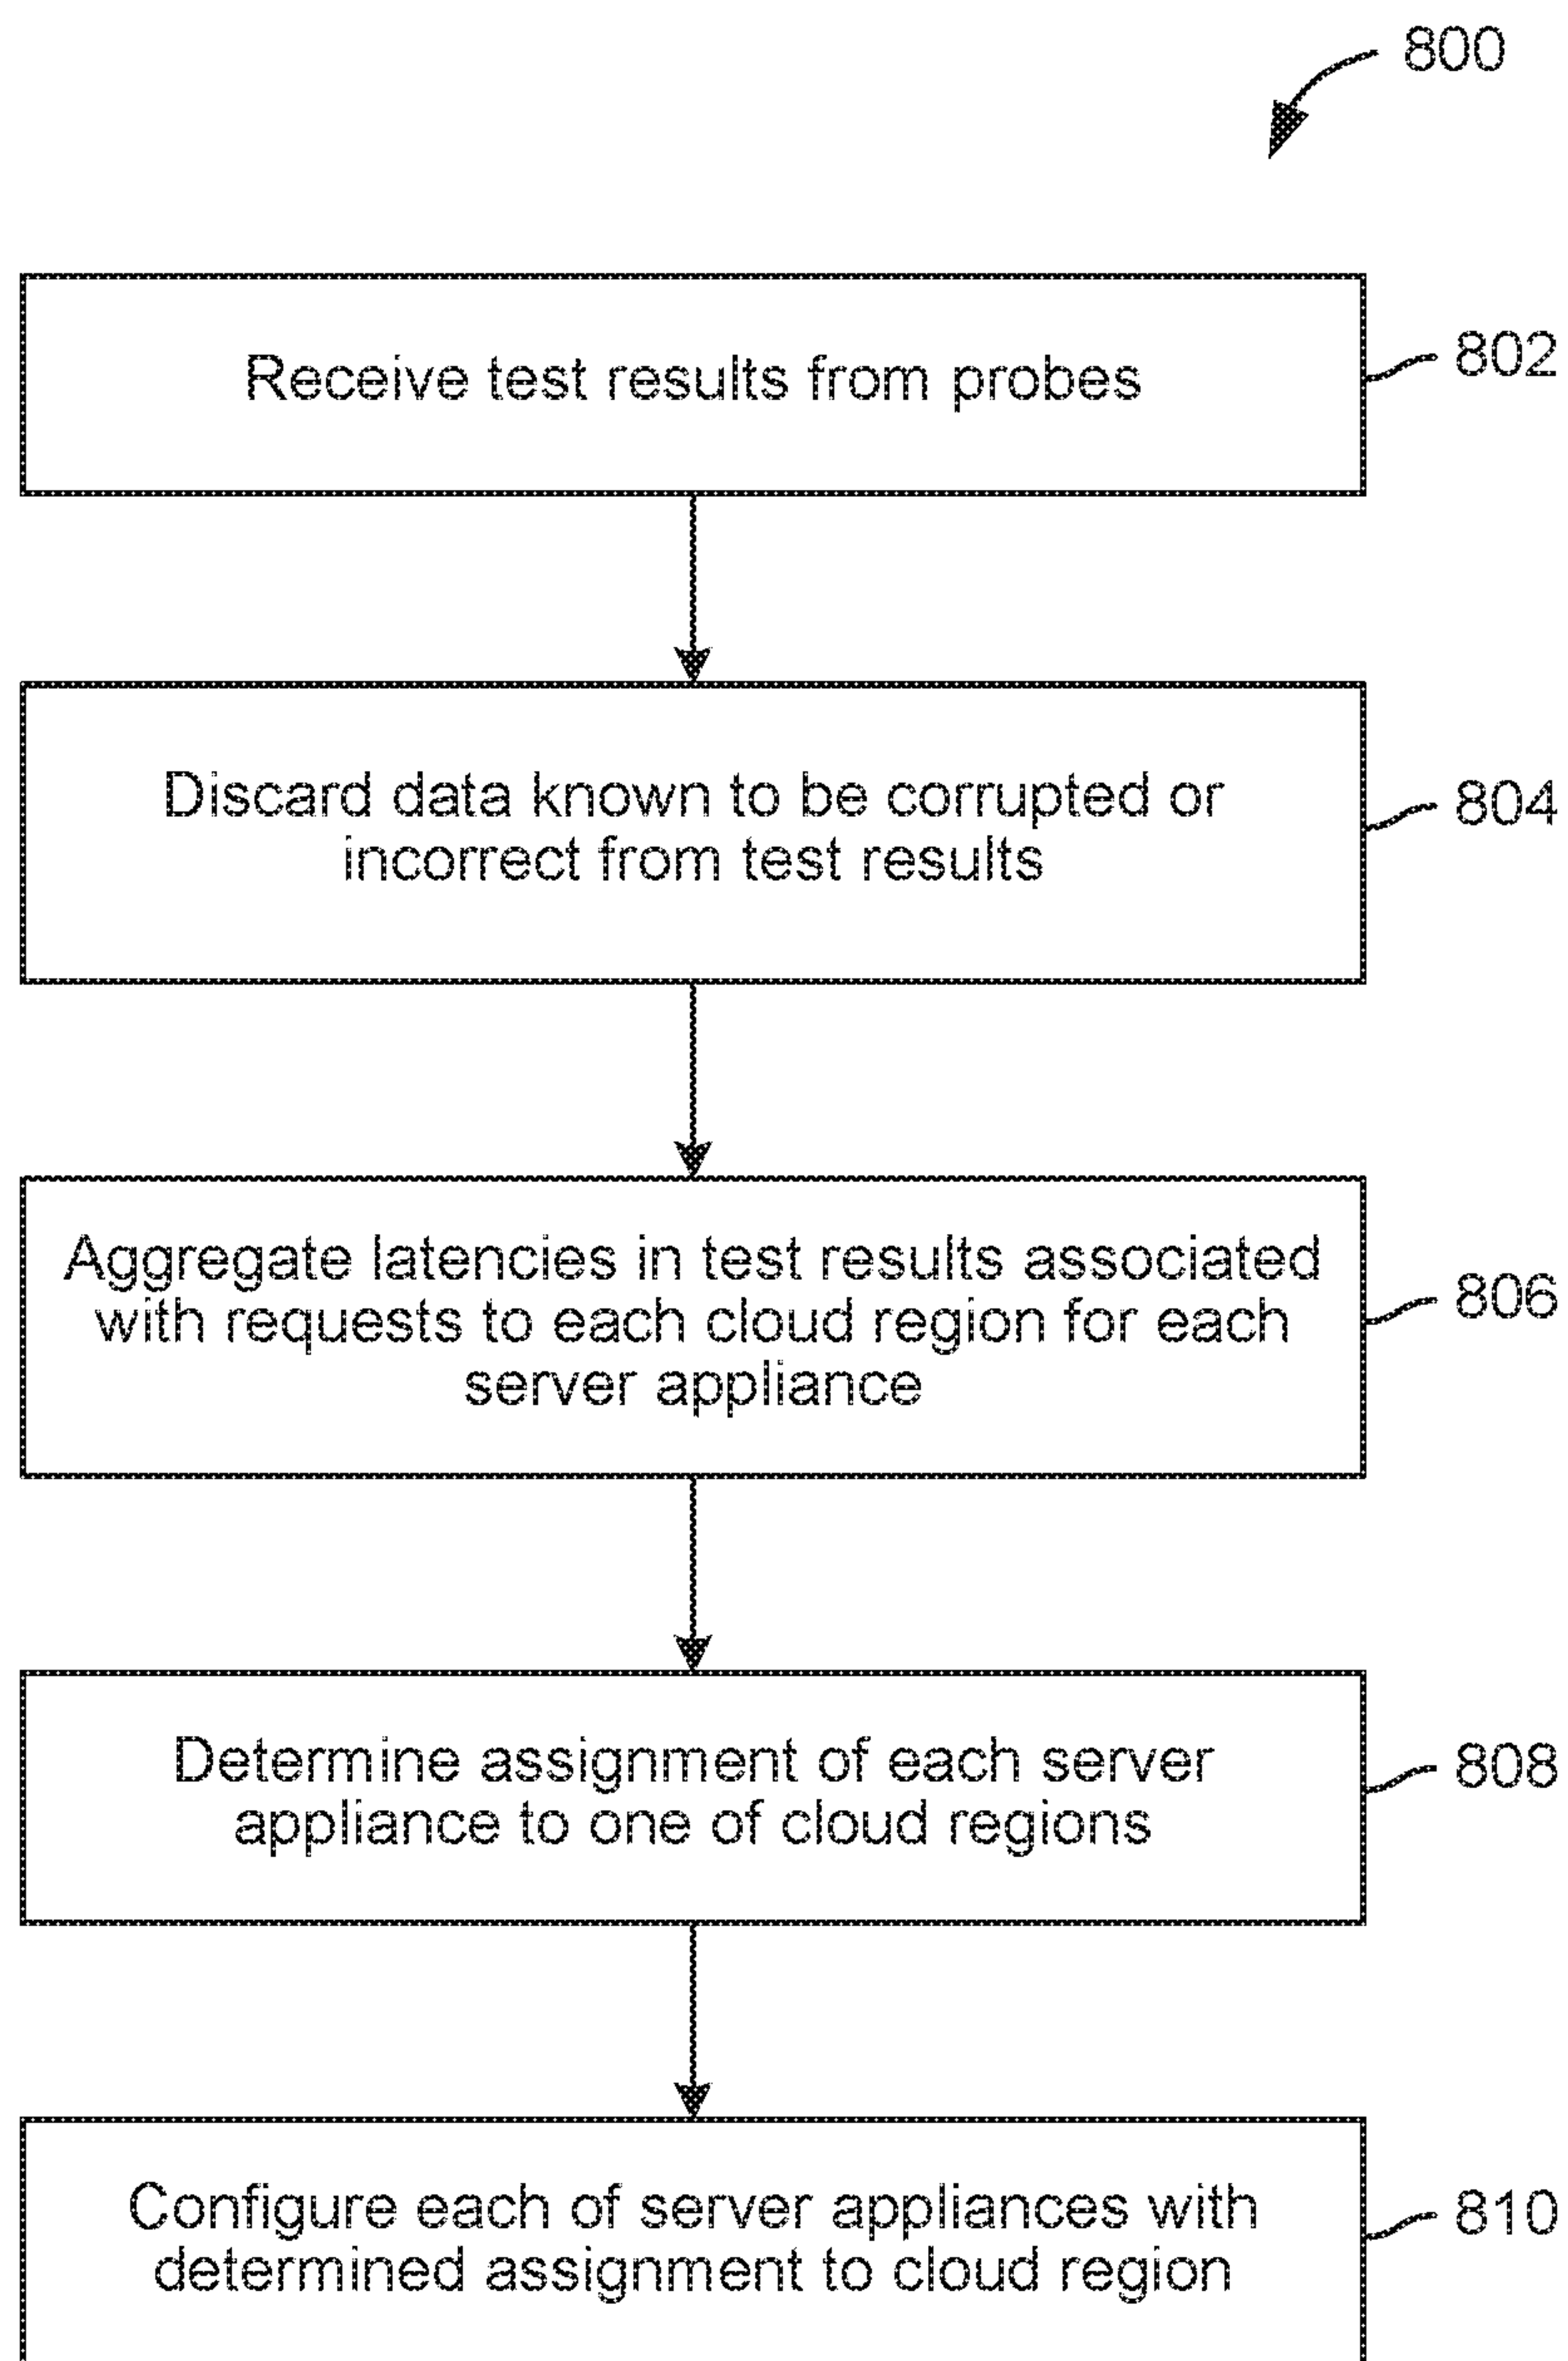 800
Receive test results from probes
802
Discard data known to be corrupted or
incorrect from test results
804
Aggregate latencies in test results associated
with requests to each cloud region for each
server appliance
806
Determine assignment of each server
appliance to one of cloud regions
808
Configure each of server appliances with
determined assignment to cloud region
810